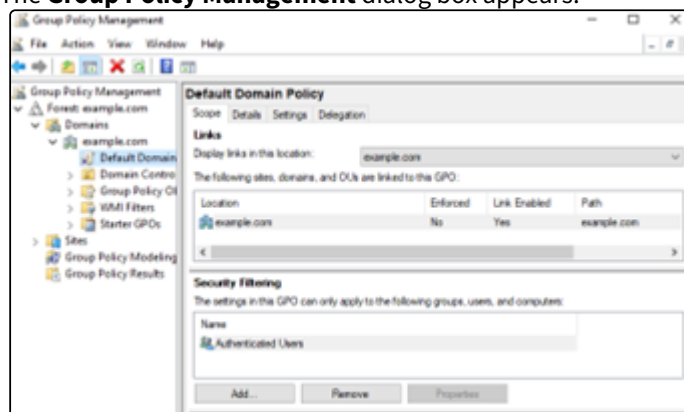 The Group Policy Management dialog box appears.
Group Policy Management
File Action View Window Help
Group Policy Management
Forest: example.com
Domains
example.com
Default Domain
Domain Contro
Group Policy Ol
WMI Filters
Starter GPOs
Sites
Group Policy Modeling
Group Policy Results
Default Domain Policy
Scope Details Settings Delegation
Links
Display links in this location: example.com
The following sites, domains, and OUs are linked to this GPO:
Location Enforced Link Enabled Path
example.com No Yes example.com
Security Filtering
The settings in this GPO can only apply to the following groups, users, and computers:
Name
Authenticated Users
Add... Remove Properties